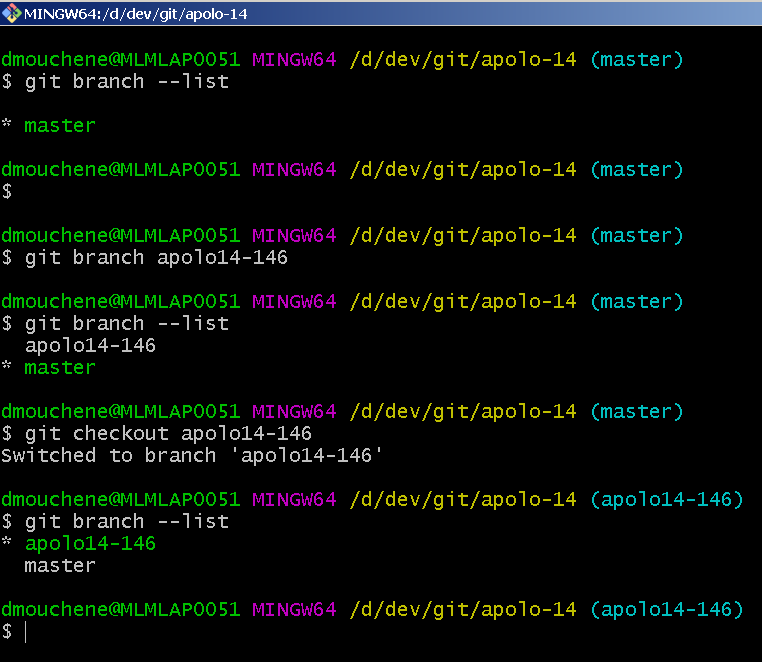 MINGW64:/d/dev/git/apolo-14
dmouchene@MLMLAP0051 MINGW64 /d/dev/git/apolo-14 (master)
$ git branch --list
* master
dmouchene@MLMLAP0051 MINGW64 /d/dev/git/apolo-14 (master)
$
dmouchene@MLMLAP0051 MINGW64 /d/dev/git/apolo-14 (master)
$ git branch apolo14-146
dmouchene@MLMLAP0051 MINGW64 /d/dev/git/apolo-14 (master)
$ git branch --list
  apolo14-146
* master
dmouchene@MLMLAP0051 MINGW64 /d/dev/git/apolo-14 (master)
$ git checkout apolo14-146
Switched to branch 'apolo14-146'
dmouchene@MLMLAP0051 MINGW64 /d/dev/git/apolo-14 (apolo14-146)
$ git branch --list
* apolo14-146
  master
dmouchene@MLMLAP0051 MINGW64 /d/dev/git/apolo-14 (apolo14-146)
$